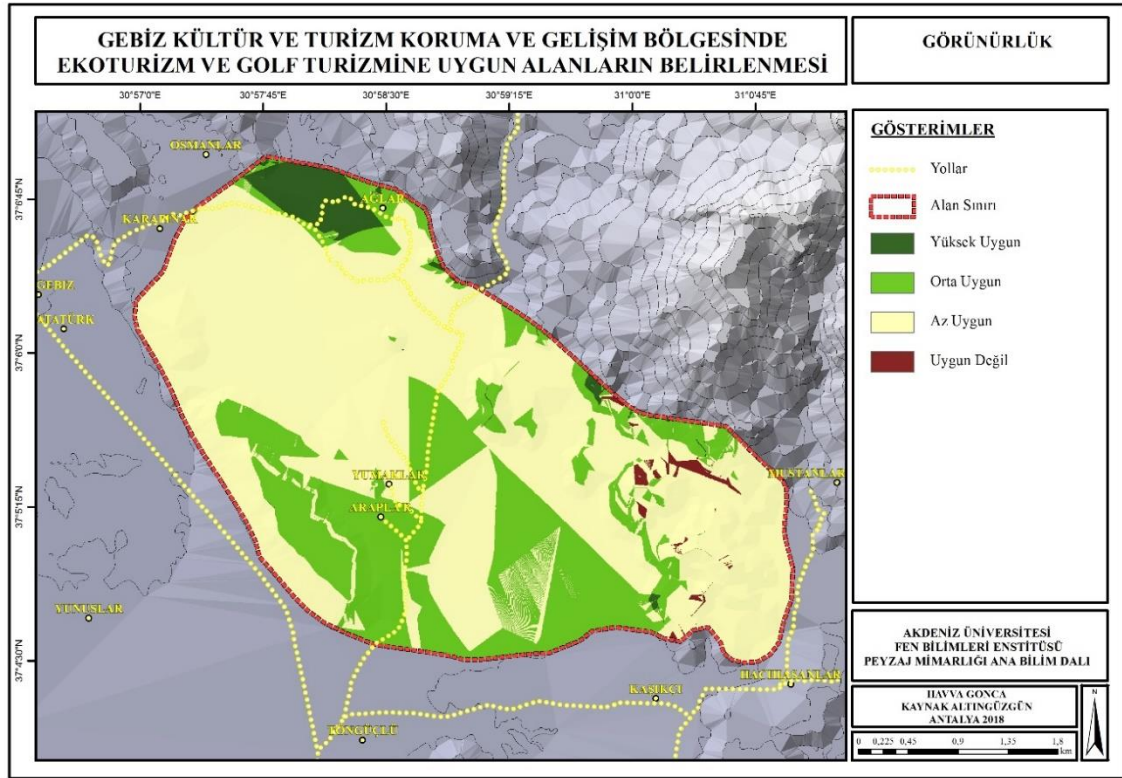 GEBİZ KÜLTÜR VE TURİZM KORUMA VE GELİŞİM BÖLGESİNDE
EKOTURİZM VE GOLF TURİZMİNE UYGUN ALANLARIN BELİRLENMESİ
GÖRÜNÜRLÜK
30°57'0"E 30°57'45"E 30°58'30"E 30°59'15"E 31°0'0"E 31°0'45"E
37°6'45"N
37°6'0"N
37°5'15"N
37°4'30"N
OSMANLAR
AĞLAR
KARAPINAR
GEBİZ
ATATÜRK
YUMAKLAR
MUSTANLAR
ARAPLAR
YUNUSLAR
HACIHASANLAR
KAŞIKÇI
TONGUÇLU
GÖSTERİMLER
Yollar
Alan Sınırı
Yüksek Uygun
Orta Uygun
Az Uygun
Uygun Değil
AKDENİZ ÜNİVERSİTESİ
FEN BİLİMLERİ ENSTİTÜSÜ
PEYZAJ MİMARLIĞI ANA BİLİM DALI
HAVVA GONCA
KAYNAK ALTINGÜZGÜN
ANTALYA 2018
N
0 0,225 0,45 0,9 1,35 1,8
km